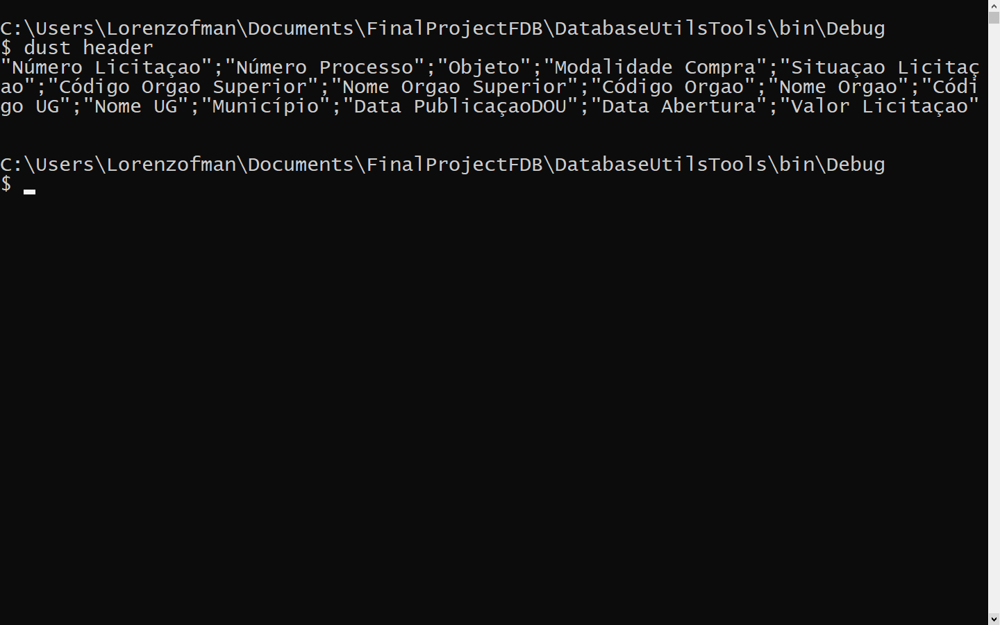 C:\Users\Lorenzofman\Documents\FinalProjectFDB\DatabaseUtilsTools\bin\Debug
$ dust header
"Número Licitaçao";"Número Processo";"Objeto";"Modalidade Compra";"Situaçao Licitaç
ao";"Código Orgao Superior";"Nome Orgao Superior";"Código Orgao";"Nome Orgao";"Códi
go UG";"Nome UG";"Município";"Data PublicaçaoDOU";"Data Abertura";"Valor Licitaçao"
C:\Users\Lorenzofman\Documents\FinalProjectFDB\DatabaseUtilsTools\bin\Debug
$